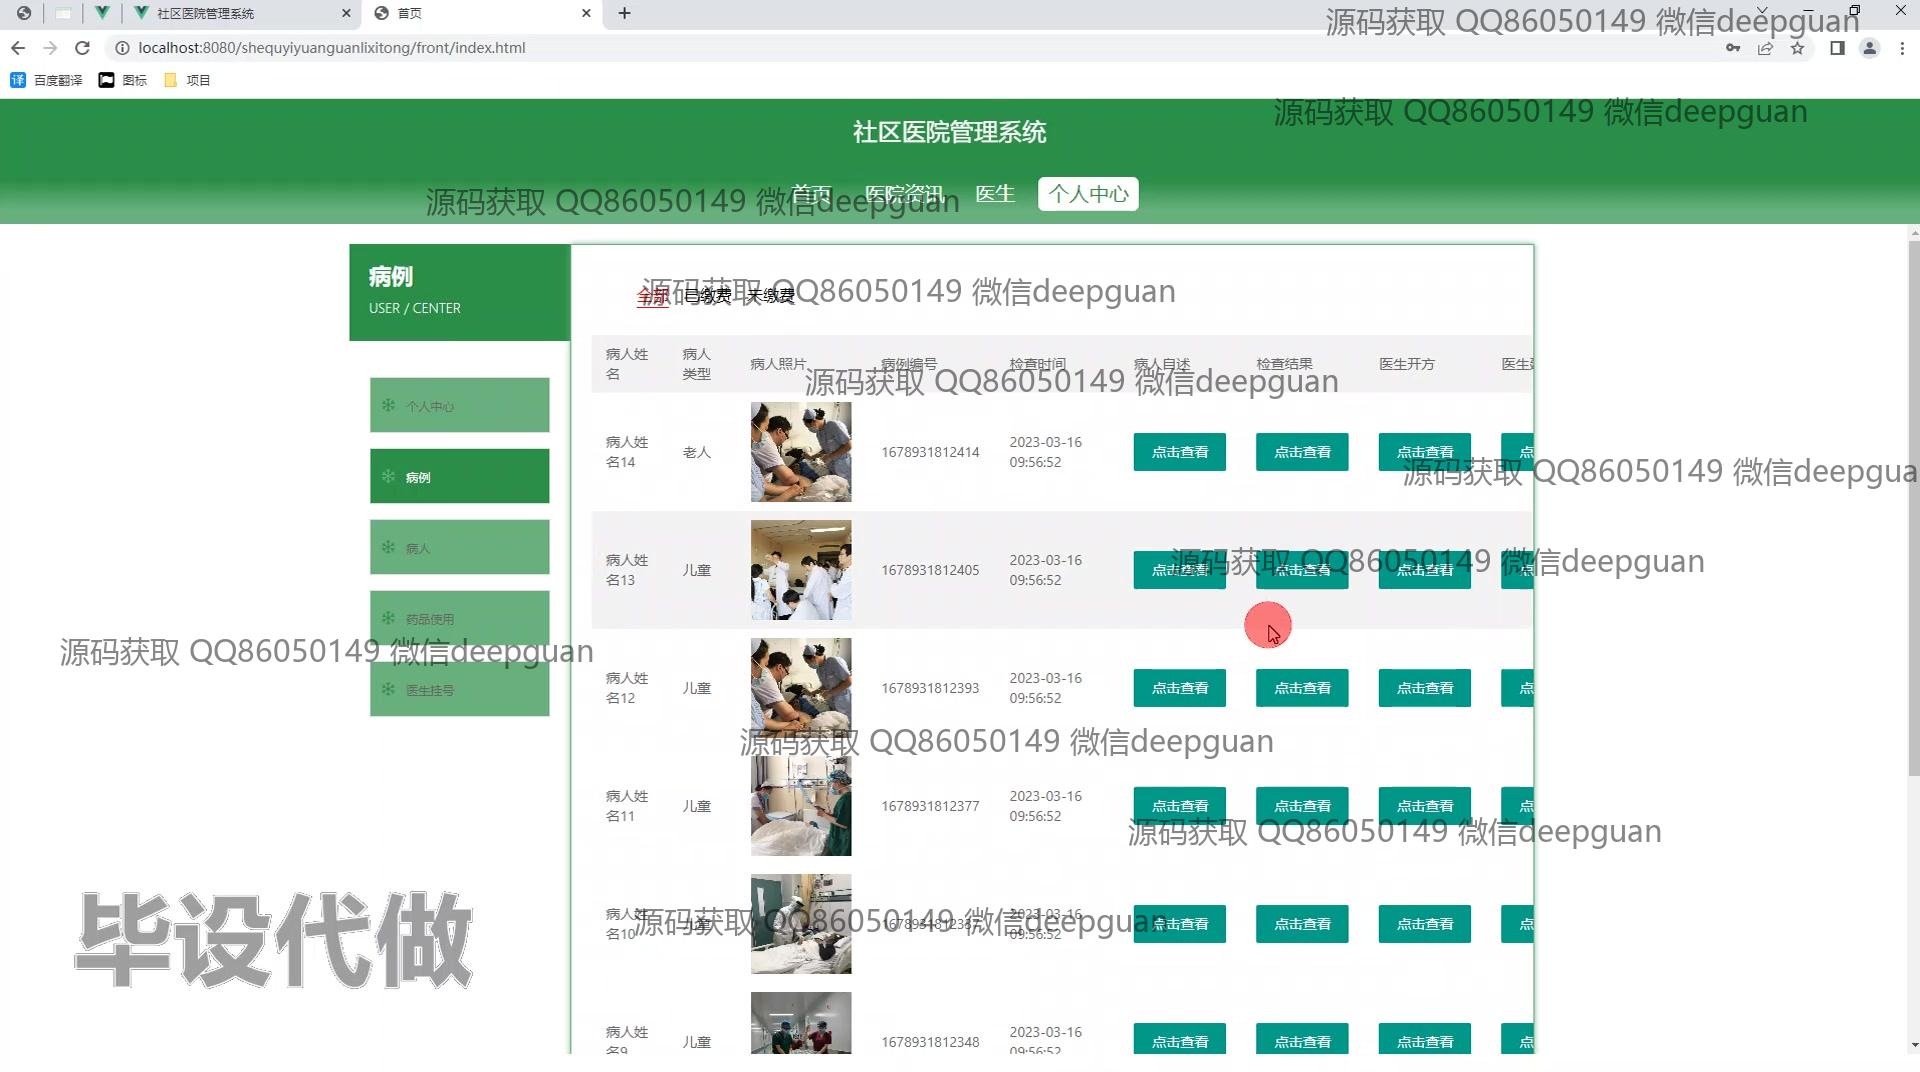 社区医院管理系统
首页
源码获取 QQ86050149 微信deepguan
localhost:8080/shequyiyuanguanlixitong/front/index.html
百度翻译
图标
项目
源码获取 QQ86050149 微信deepguan
社区医院管理系统
首页
医院资讯
医生
个人中心
源码获取 QQ86050149 微信deepguan
病例
USER / CENTER
全部
已缴费
未缴费
源码获取 QQ86050149 微信deepguan
个人中心
病例
病人
药品使用
医生挂号
病人姓名 病人类型 病人照片 病例编号 检查时间 病人自述 检查结果 医生开方 医生
源码获取 QQ86050149 微信deepguan
病人姓名14 老人 1678931812414 2023-03-16 09:56:52 点击查看 点击查看 点击查看 点
源码获取 QQ86050149 微信deepgua
病人姓名13 儿童 1678931812405 2023-03-16 09:56:52 点击查看 点击查看 点击查看 点
源码获取 QQ86050149 微信deepguan
源码获取 QQ86050149 微信deepguan
病人姓名12 儿童 1678931812393 2023-03-16 09:56:52 点击查看 点击查看 点击查看 点
源码获取 QQ86050149 微信deepguan
病人姓名11 儿童 1678931812377 2023-03-16 09:56:52 点击查看 点击查看 点击查看 点
源码获取 QQ86050149 微信deepguan
病人姓名10 儿童 1678931812387 2023-03-16 09:56:52 点击查看 点击查看 点击查看 点
源码获取 QQ86050149 微信deepguan
病人姓名9 儿童 1678931812348 2023-03-16 09:56:52 点击查看 点击查看 点击查看 点
毕设代做